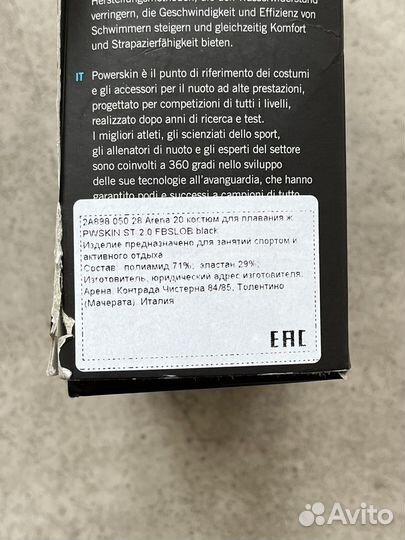 Herstellungsmethoden, die den Wasserwiderstand
verringern, die Geschwindigkeit und Effizienz von
Schwimmern steigern und gleichzeitig Komfort
und Strapazierfähigkeit bieten.
IT Powerskin è il punto di riferimento dei costumi
e gli accessori per il nuoto ad alte prestazioni,
progettato per competizioni di tutti i livelli,
realizzato dopo anni di ricerca e test.
I migliori atleti, gli scienziati dello sport,
gli allenatori di nuoto e gli esperti del settore
sono coinvolti a 360 gradi nello sviluppo
delle sue tecnologie all'avanguardia, che hanno
garantito podi e successi a campioni di tutte
2A898 050 28 Arena 20 костюм для плавания ж.
PWSKIN ST 2.0 FBSLOB black
Изделие предназначено для занятий спортом и
активного отдыха
Состав: полиамид 71%; эластан 29%;
Изготовитель, юридический адрес изготовителя:
Арена, Контрада Чистерна 84/85, Толентино
(Мачерата), Италия
EAC
Avito